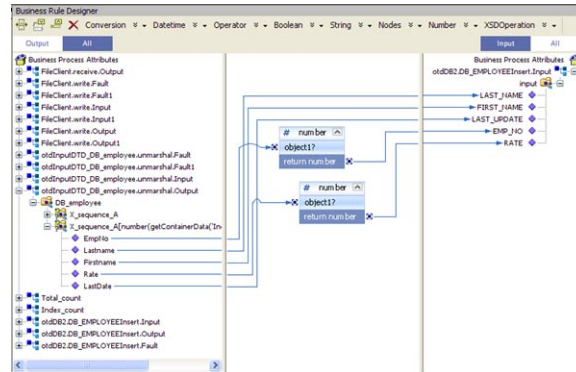 Business Rule Designer
Conversion Datetime Operator Boolean String Nodes Number XSDOperation
Output All
Input All
Business Process Attributes
FileClient.receive.Output
FileClient.write.Fault
FileClient.write.Fault1
FileClient.write.Input
FileClient.write.Input1
FileClient.write.Output
FileClient.write.Output1
otdInputDTD_DB_employee.unmarshal.Fault
otdInputDTD_DB_employee.unmarshal.Fault1
otdInputDTD_DB_employee.unmarshal.Input
otdInputDTD_DB_employee.unmarshal.Output
DB_employee
X_sequence_A
X_sequence_A[number(getContainerData('In
EmpNo
Lastname
Firstname
Rate
LastDate
Total_count
Index_count
otdDB2.DB_EMPLOYEEInsert.Input
otdDB2.DB_EMPLOYEEInsert.Output
otdDB2.DB_EMPLOYEEInsert.Fault
# number
object1?
return number
# number
object1?
return number
Business Process Attributes
otdDB2.DB_EMPLOYEEInsert.Input
input
LAST_NAME
FIRST_NAME
LAST_UPDATE
EMP_NO
RATE